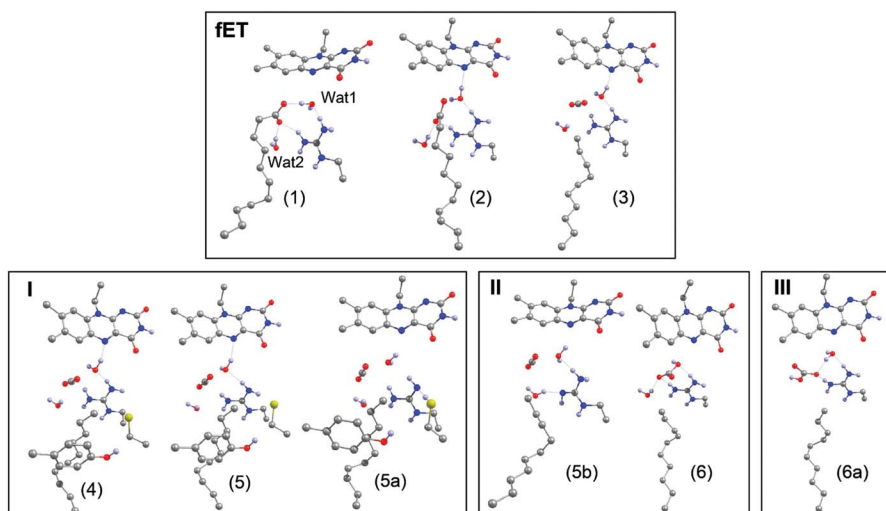 fET
Wat1
Wat2
(1)
(2)
(3)
I
(4)
(5)
(5a)
II
(5b)
(6)
III
(6a)